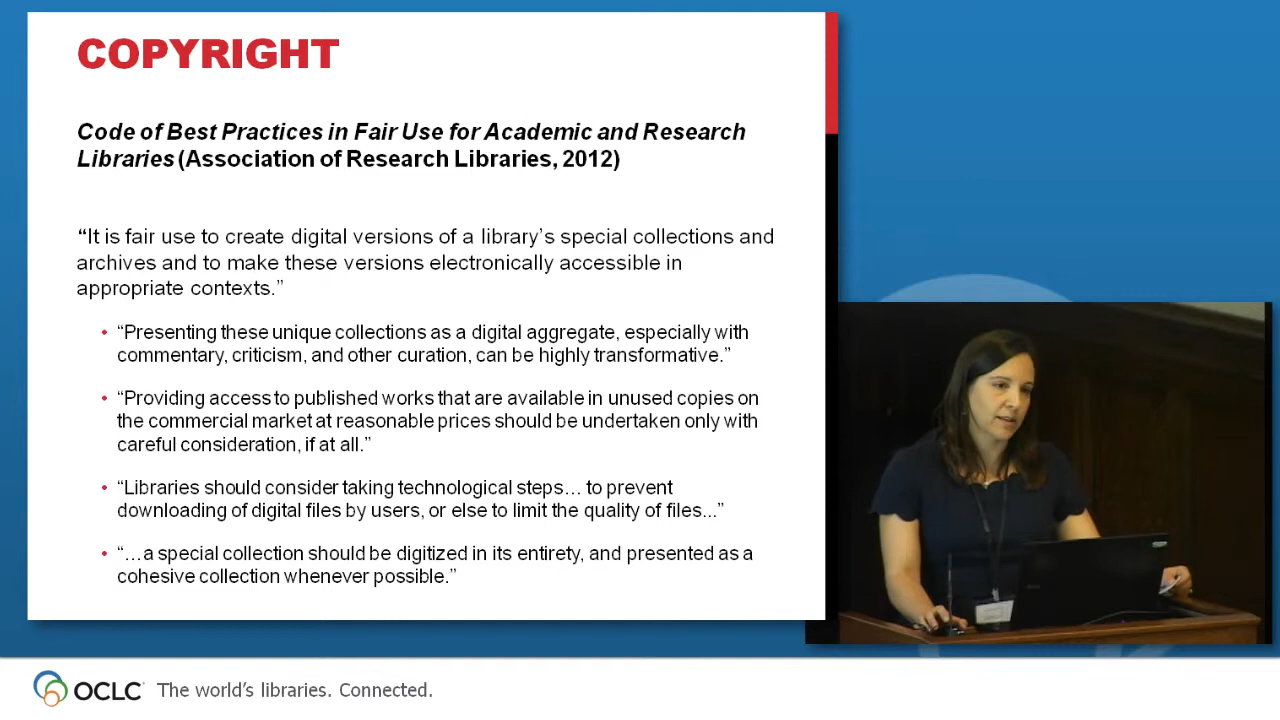 COPYRIGHT
Code of Best Practices in Fair Use for Academic and Research
Libraries (Association of Research Libraries, 2012)
“It is fair use to create digital versions of a library’s special collections and
archives and to make these versions electronically accessible in
appropriate contexts.”
• “Presenting these unique collections as a digital aggregate, especially with
commentary, criticism, and other curation, can be highly transformative.”
• “Providing access to published works that are available in unused copies on
the commercial market at reasonable prices should be undertaken only with
careful consideration, if at all.”
• “Libraries should consider taking technological steps… to prevent
downloading of digital files by users, or else to limit the quality of files...”
• “…a special collection should be digitized in its entirety, and presented as a
cohesive collection whenever possible.”
OCLC The world’s libraries. Connected.